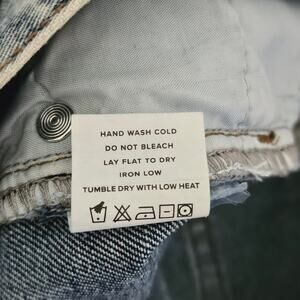 HAND WASH COLD
DO NOT BLEACH
LAY FLAT TO DRY
IRON LOW
TUMBLE DRY WITH LOW HEAT